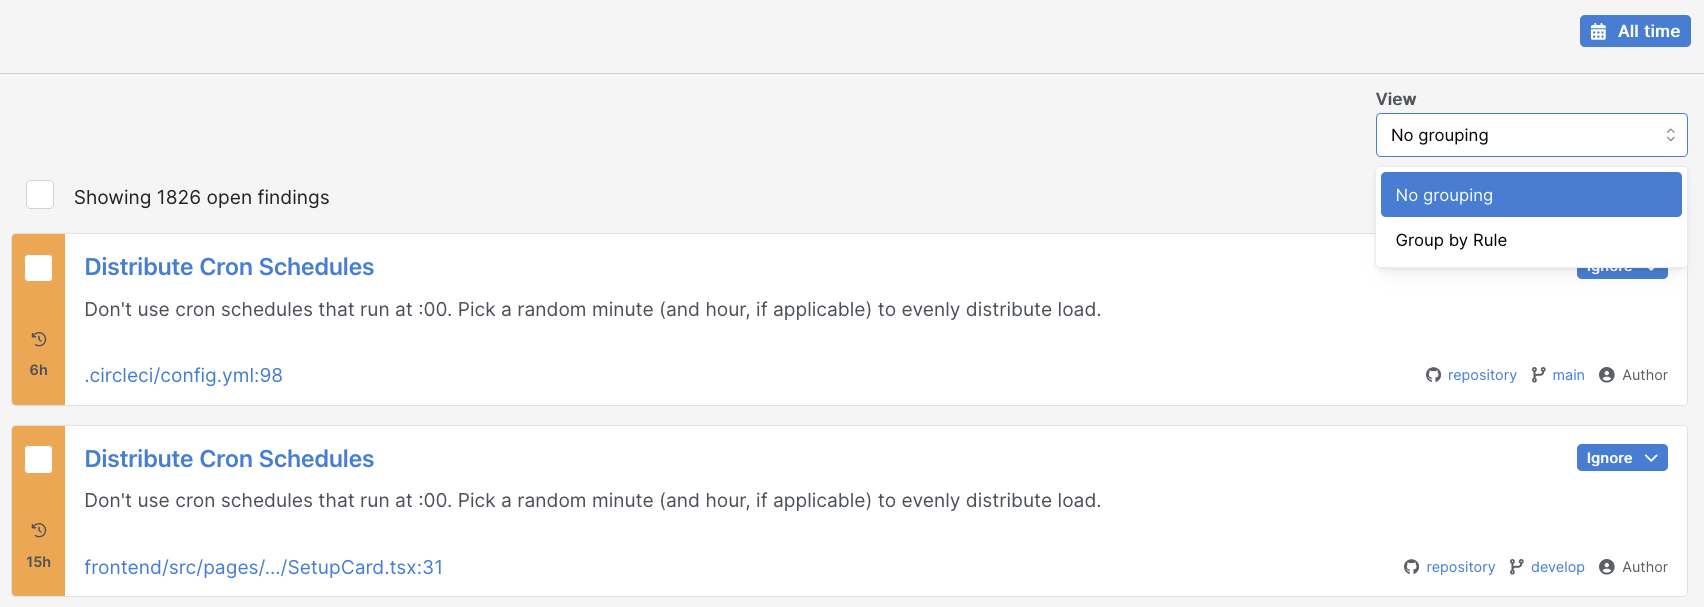 All time
View
No grouping
No grouping
Group by Rule
Showing 1826 open findings
Distribute Cron Schedules
Ignore
Don't use cron schedules that run at :00. Pick a random minute (and hour, if applicable) to evenly distribute load.
6h
.circleci/config.yml:98
repository main Author
Distribute Cron Schedules
Ignore
Don't use cron schedules that run at :00. Pick a random minute (and hour, if applicable) to evenly distribute load.
15h
frontend/src/pages/.../SetupCard.tsx:31
repository develop Author